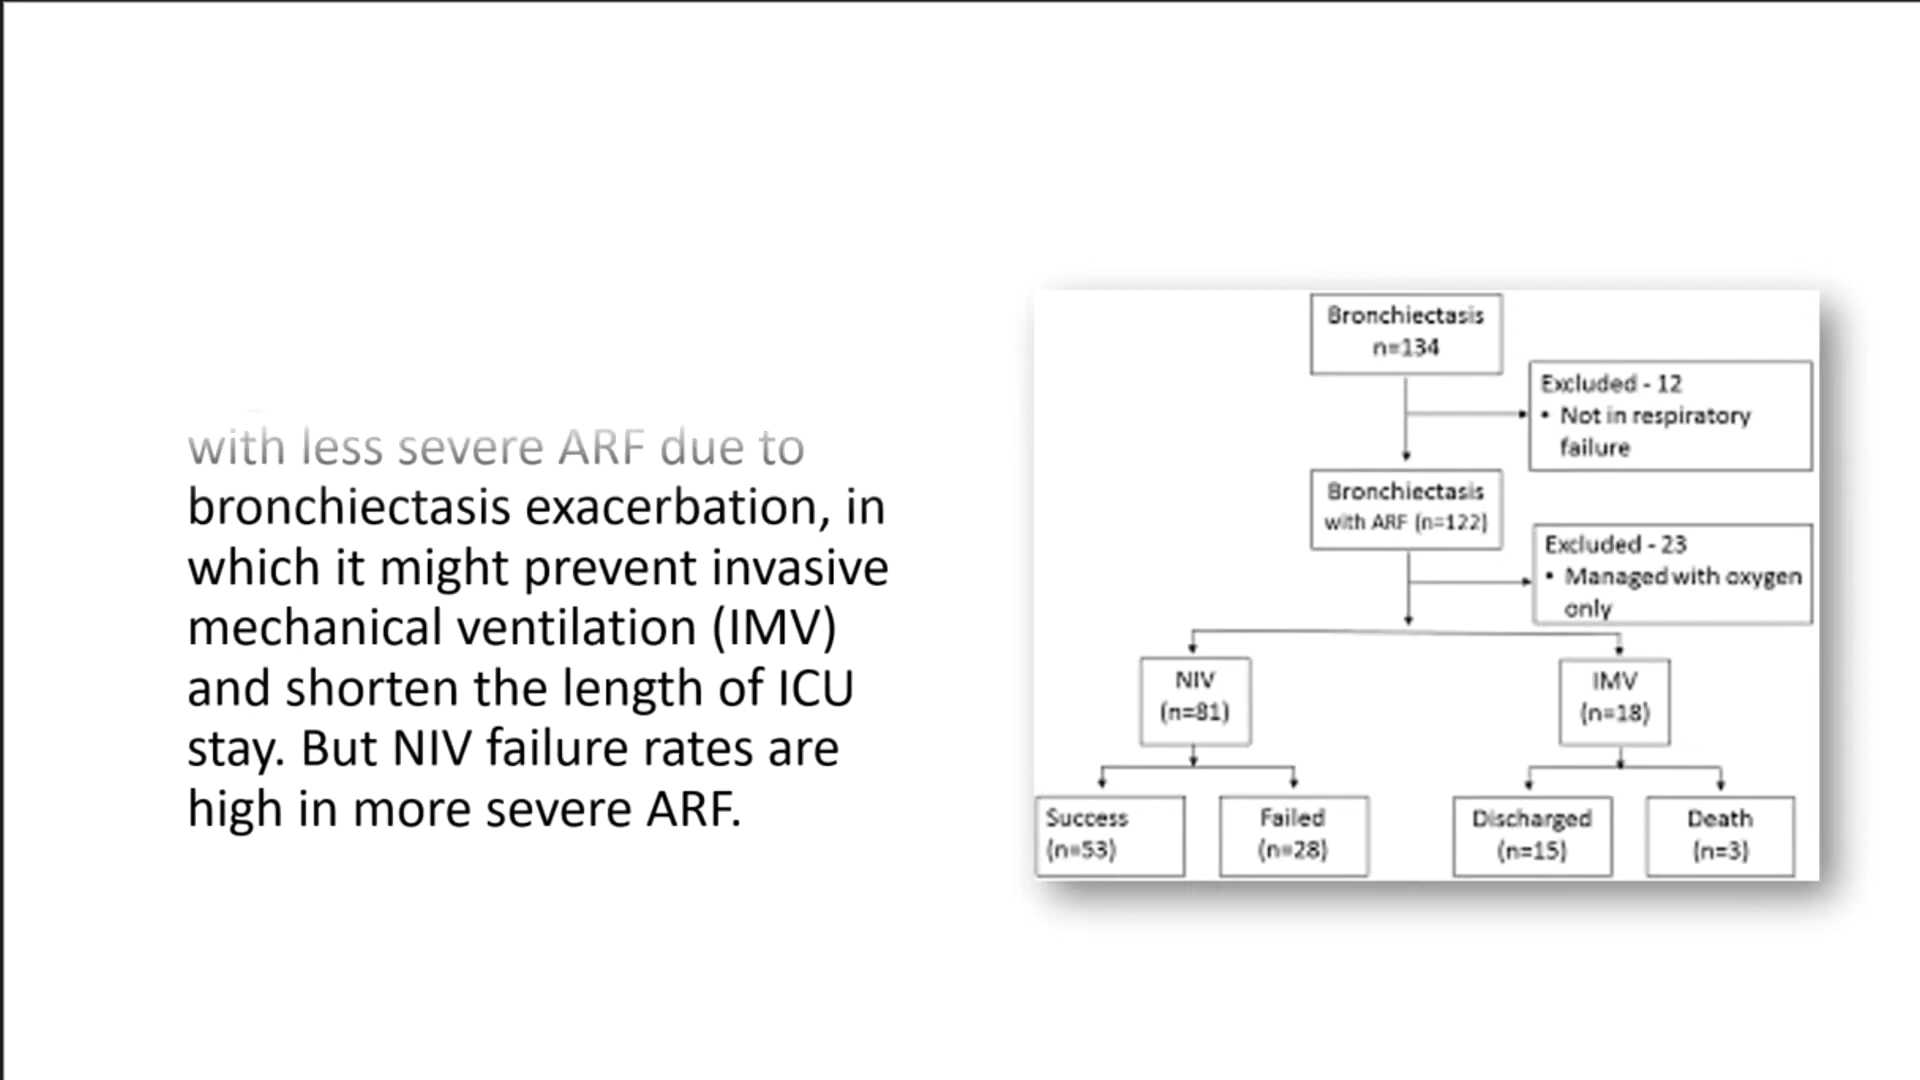 with less severe ARF due to
bronchiectasis exacerbation, in
which it might prevent invasive
mechanical ventilation (IMV)
and shorten the length of ICU
stay. But NIV failure rates are
high in more severe ARF.
Bronchiectasis
n=134
Excluded - 12
• Not in respiratory
failure
Bronchiectasis
with ARF (n=122)
Excluded - 23
• Managed with oxygen
only
NIV
(n=81)
IMV
(n=18)
Success
(n=53)
Failed
(n=28)
Discharged
(n=15)
Death
(n=3)